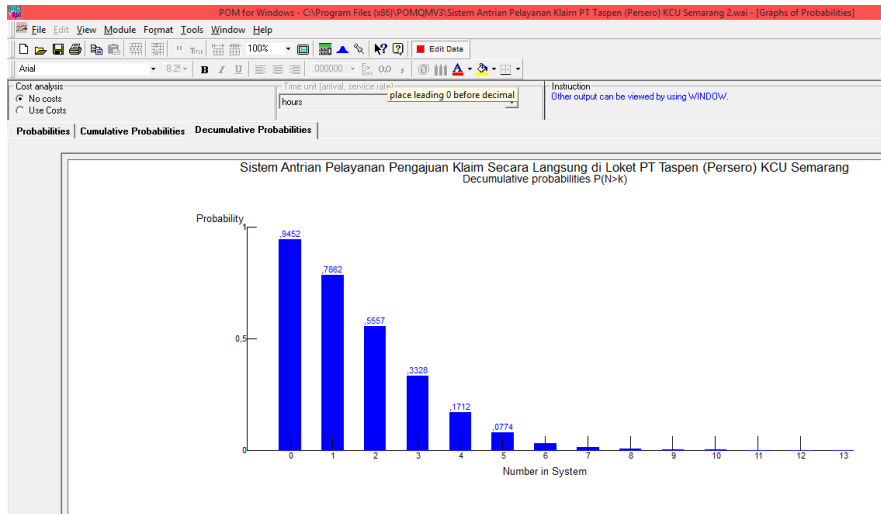 POM for Windows - C:\Program Files (x86)\POMQMV3\Sistem Antrian Pelayanan Klaim PT Taspen (Persero) KCU Semarang 2.wai - [Graphs of Probabilities]
File Edit View Module Format Tools Window Help
100% Edit Data
Arial 8.2 B I U .000000 Fix Dec 0.0 ,
Cost analysis
No costs
Use Costs
Time unit (arrival, service rate)
hours
place leading 0 before decimal
Instruction
Other output can be viewed by using WINDOW.
Probabilities Cumulative Probabilities Decumulative Probabilities
Sistem Antrian Pelayanan Pengajuan Klaim Secara Langsung di Loket PT Taspen (Persero) KCU Semarang
Decumulative probabilities P(N>k)
Probability
1
,9452
,7862
,5557
0,5
,3328
,1712
,0774
0
0 1 2 3 4 5 6 7 8 9 10 11 12 13
Number in System